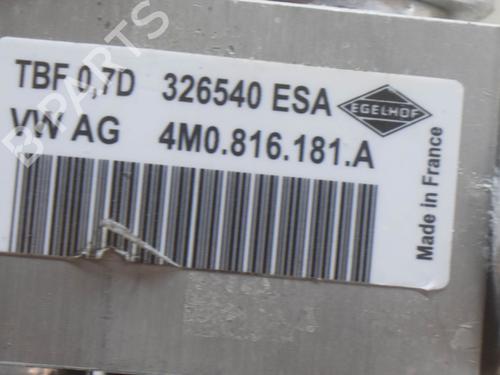 TBF 0,7D 326540 ESA
EGELHOF
VW AG 4M0.816.181.A
Made in France
B-PARTS